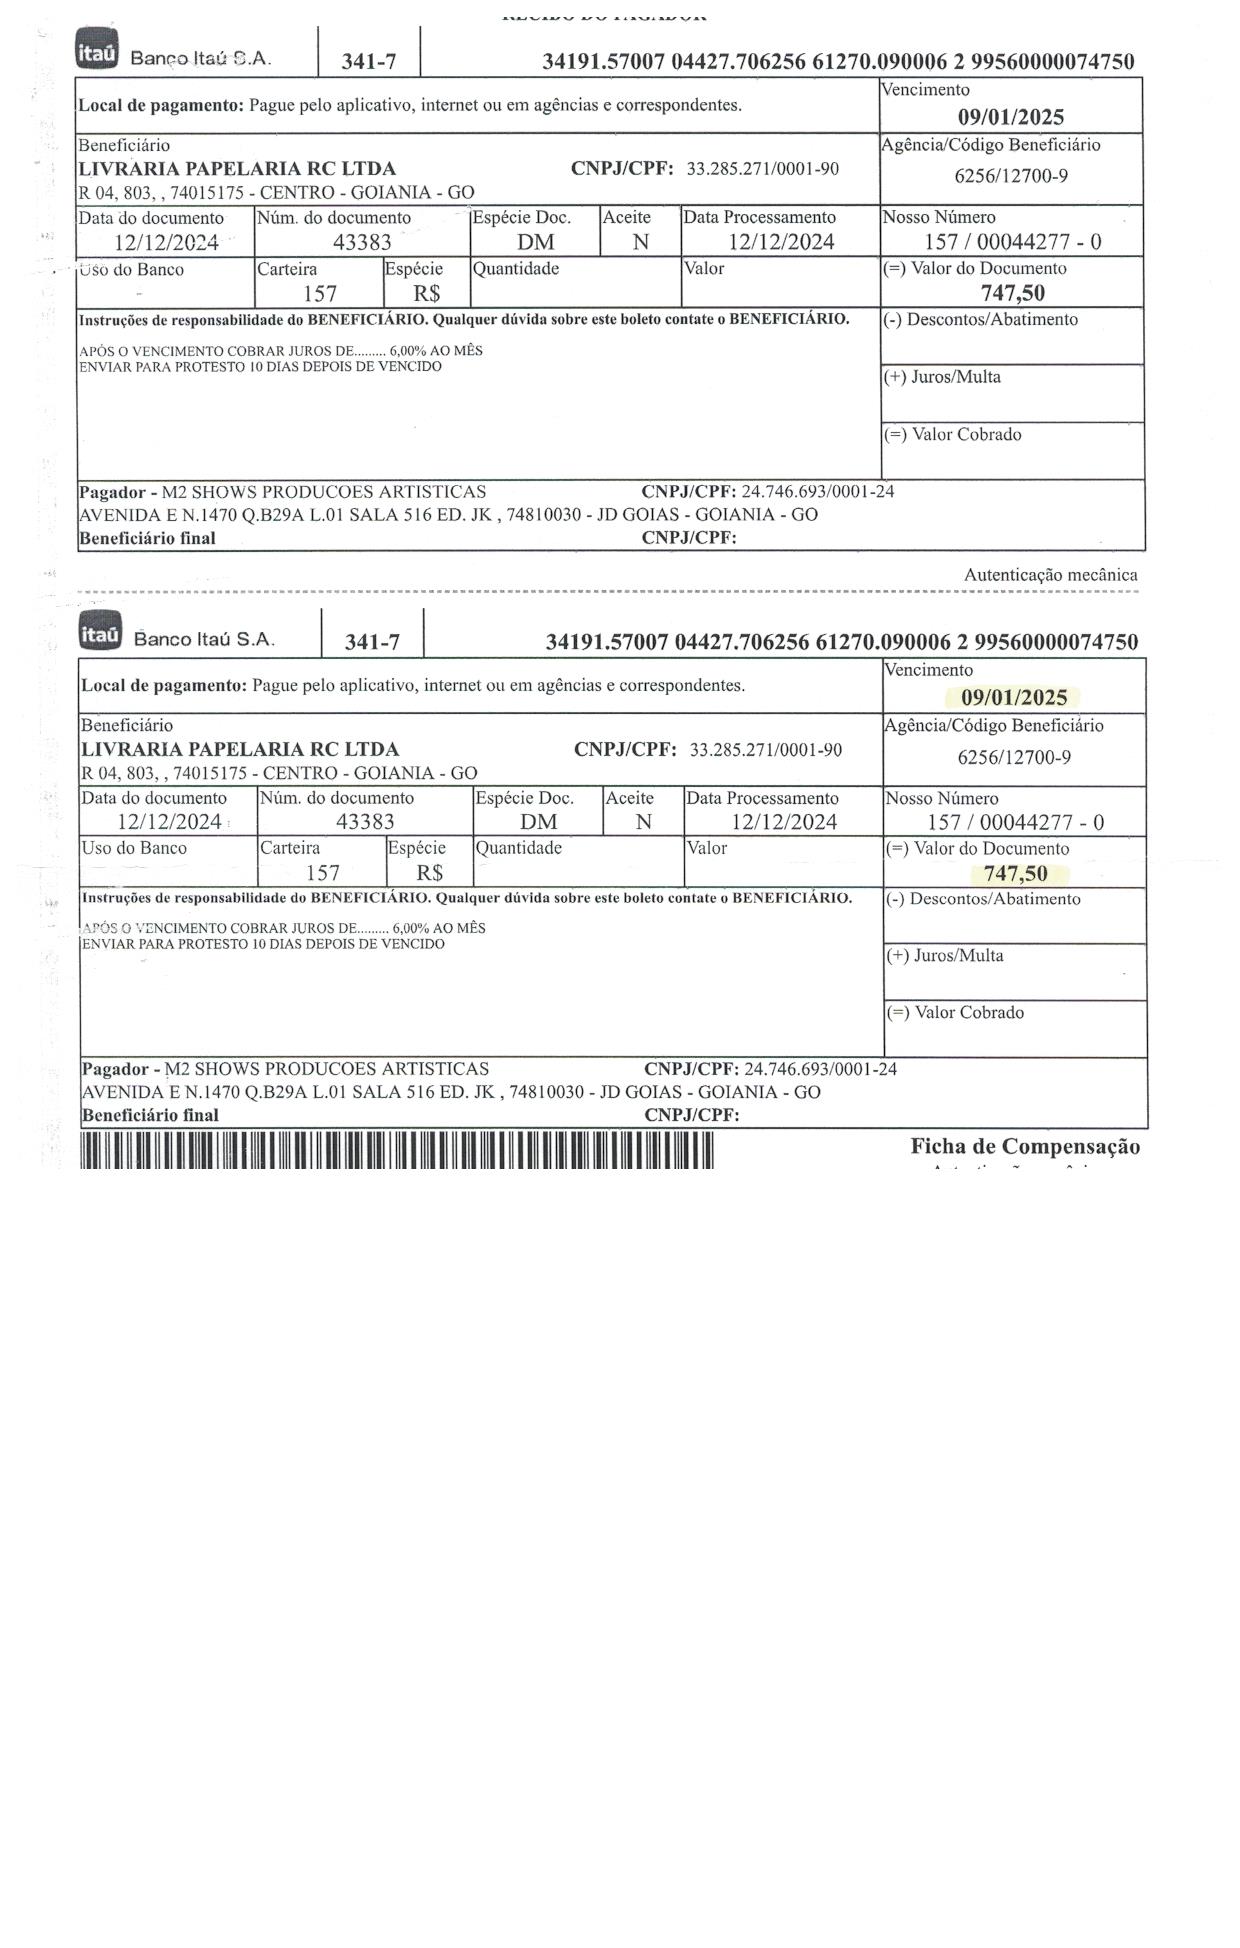 RECIBO DO PAGADOR
itaú Banco Itaú S.A. 341-7 34191.57007 04427.706256 61270.090006 2 99560000074750
Local de pagamento: Pague pelo aplicativo, internet ou em agências e correspondentes.
Vencimento
09/01/2025
Beneficiário
LIVRARIA PAPELARIA RC LTDA CNPJ/CPF: 33.285.271/0001-90
R 04, 803, , 74015175 - CENTRO - GOIANIA - GO
Agência/Código Beneficiário
6256/12700-9
Data do documento Núm. do documento Espécie Doc. Aceite Data Processamento Nosso Número
12/12/2024 43383 DM N 12/12/2024 157 / 00044277 - 0
Uso do Banco Carteira Espécie Quantidade Valor (=) Valor do Documento
157 R$ 747,50
Instruções de responsabilidade do BENEFICIÁRIO. Qualquer dúvida sobre este boleto contate o BENEFICIÁRIO.
APÓS O VENCIMENTO COBRAR JUROS DE........ 6,00% AO MÊS
ENVIAR PARA PROTESTO 10 DIAS DEPOIS DE VENCIDO
(-) Descontos/Abatimento
(+) Juros/Multa
(=) Valor Cobrado
Pagador - M2 SHOWS PRODUCOES ARTISTICAS CNPJ/CPF: 24.746.693/0001-24
AVENIDA E N.1470 Q.B29A L.01 SALA 516 ED. JK , 74810030 - JD GOIAS - GOIANIA - GO
Beneficiário final CNPJ/CPF:
Autenticação mecânica
itaú Banco Itaú S.A. 341-7 34191.57007 04427.706256 61270.090006 2 99560000074750
Local de pagamento: Pague pelo aplicativo, internet ou em agências e correspondentes.
Vencimento
09/01/2025
Beneficiário
LIVRARIA PAPELARIA RC LTDA CNPJ/CPF: 33.285.271/0001-90
R 04, 803, , 74015175 - CENTRO - GOIANIA - GO
Agência/Código Beneficiário
6256/12700-9
Data do documento Núm. do documento Espécie Doc. Aceite Data Processamento Nosso Número
12/12/2024 43383 DM N 12/12/2024 157 / 00044277 - 0
Uso do Banco Carteira Espécie Quantidade Valor (=) Valor do Documento
157 R$ 747,50
Instruções de responsabilidade do BENEFICIÁRIO. Qualquer dúvida sobre este boleto contate o BENEFICIÁRIO.
APÓS O VENCIMENTO COBRAR JUROS DE........ 6,00% AO MÊS
ENVIAR PARA PROTESTO 10 DIAS DEPOIS DE VENCIDO
(-) Descontos/Abatimento
(+) Juros/Multa
(=) Valor Cobrado
Pagador - M2 SHOWS PRODUCOES ARTISTICAS CNPJ/CPF: 24.746.693/0001-24
AVENIDA E N.1470 Q.B29A L.01 SALA 516 ED. JK , 74810030 - JD GOIAS - GOIANIA - GO
Beneficiário final CNPJ/CPF:
Ficha de Compensação